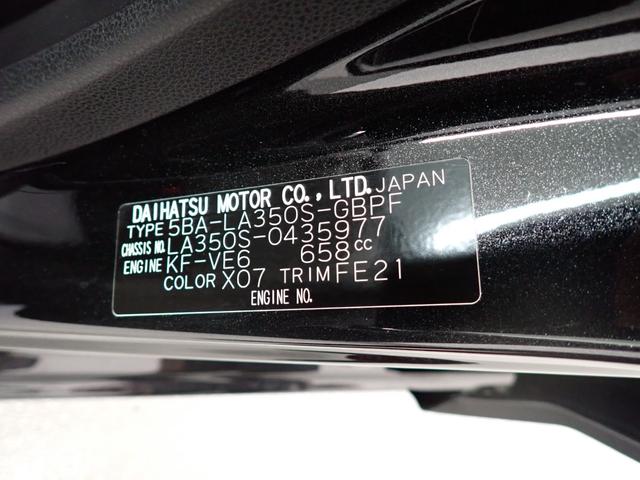 DAIHATSU MOTOR CO., LTD. JAPAN
TYPE 5BA-LA350S-GBPF
CHASSIS NO. LA350S-0435977
ENGINE KF-VE6 658cc
COLOR X07 TRIM FE21
ENGINE NO.